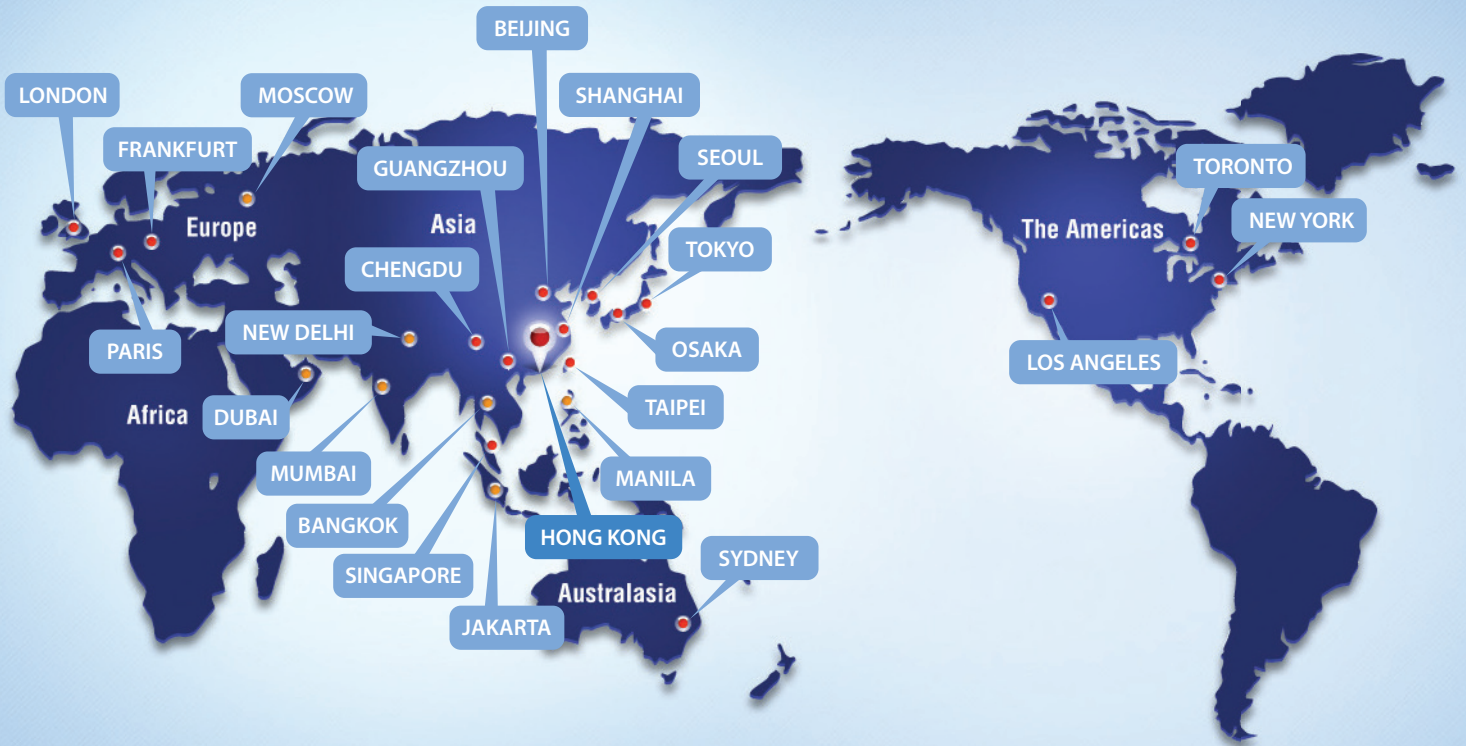 BEIJING
LONDON
MOSCOW
SHANGHAI
FRANKFURT
GUANGZHOU
SEOUL
TORONTO
Europe
Asia
The Americas
NEW YORK
TOKYO
CHENGDU
NEW DELHI
PARIS
OSAKA
LOS ANGELES
Africa
DUBAI
TAIPEI
MUMBAI
MANILA
BANGKOK
HONG KONG
SINGAPORE
SYDNEY
Australasia
JAKARTA